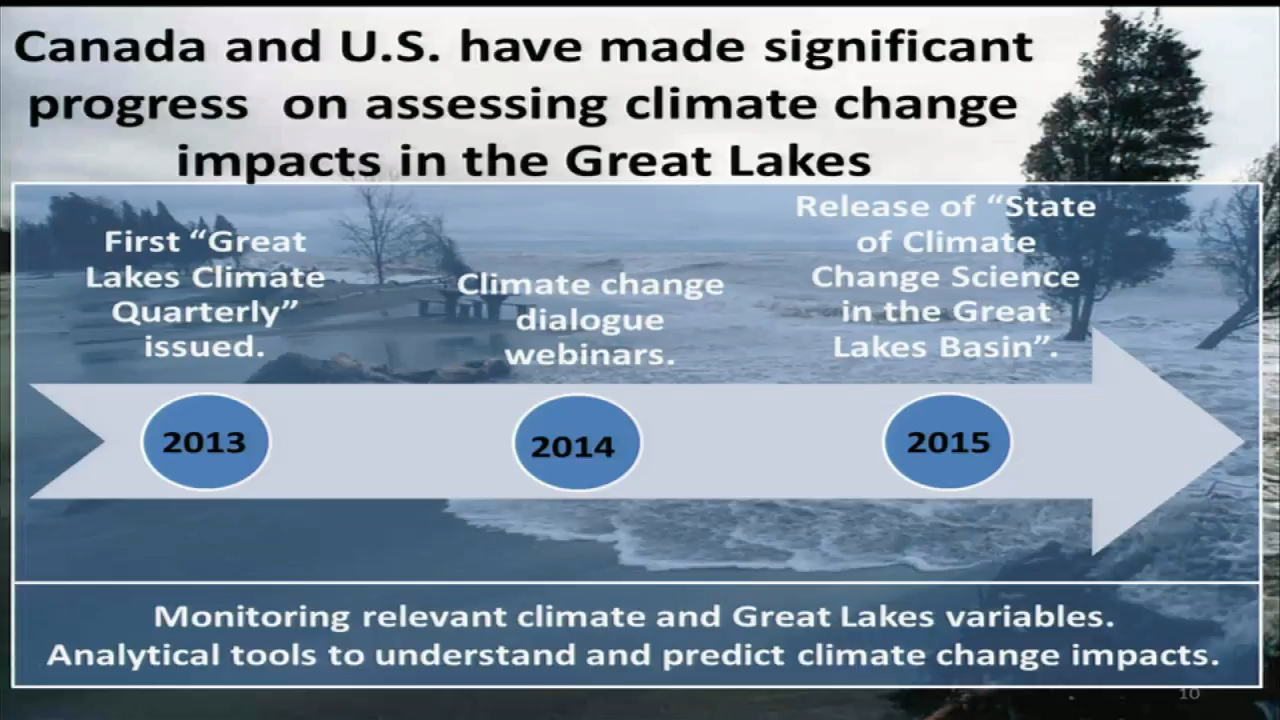 Canada and U.S. have made significant
progress on assessing climate change
impacts in the Great Lakes
First “Great
Lakes Climate
Quarterly”
issued.
Climate change
dialogue
webinars.
Release of “State
of Climate
Change Science
in the Great
Lakes Basin”.
2013
2014
2015
Monitoring relevant climate and Great Lakes variables.
Analytical tools to understand and predict climate change impacts.
10